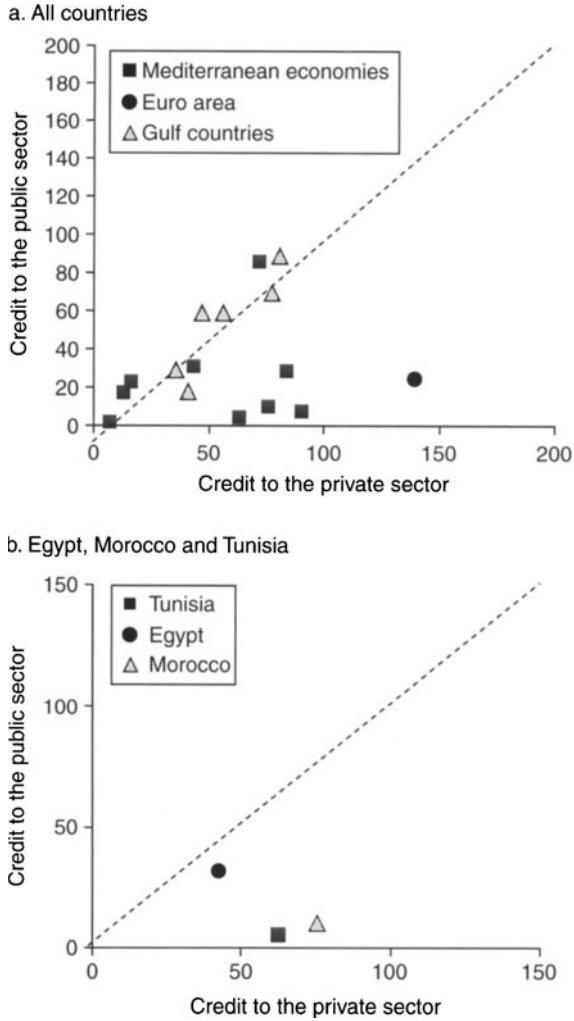 a. All countries
200
180
160
140
120
100
80
60
40
20
0
Credit to the public sector
Mediterranean economies
Euro area
Gulf countries
0 50 100 150 200
Credit to the private sector
b. Egypt, Morocco and Tunisia
150
100
50
0
Credit to the public sector
Tunisia
Egypt
Morocco
0 50 100 150
Credit to the private sector